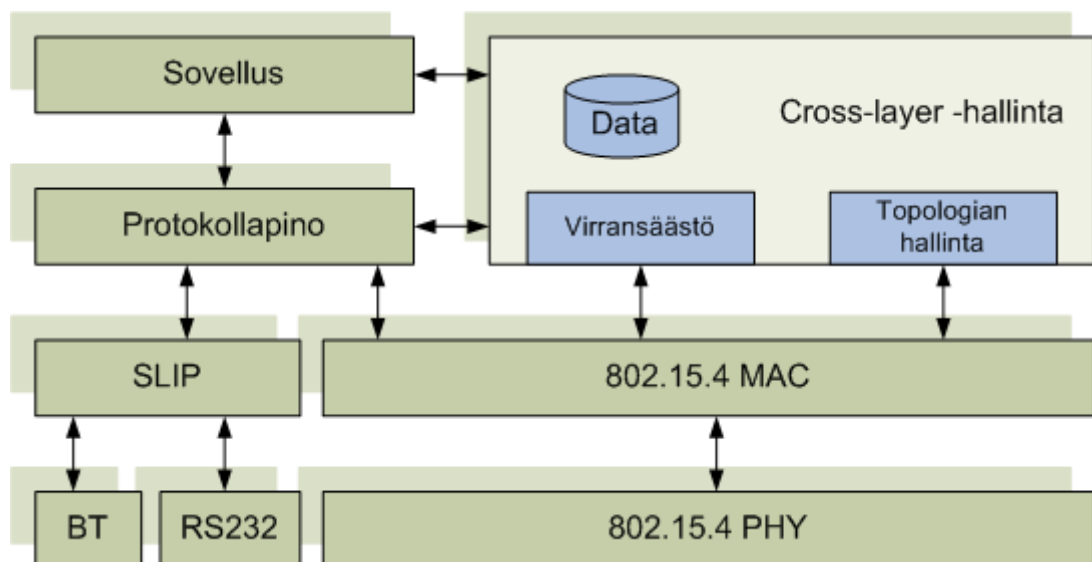 Sovellus
Data
Cross-layer -hallinta
Protokollapino
Virransäästö
Topologian
hallinta
SLIP
802.15.4 MAC
BT
RS232
802.15.4 PHY